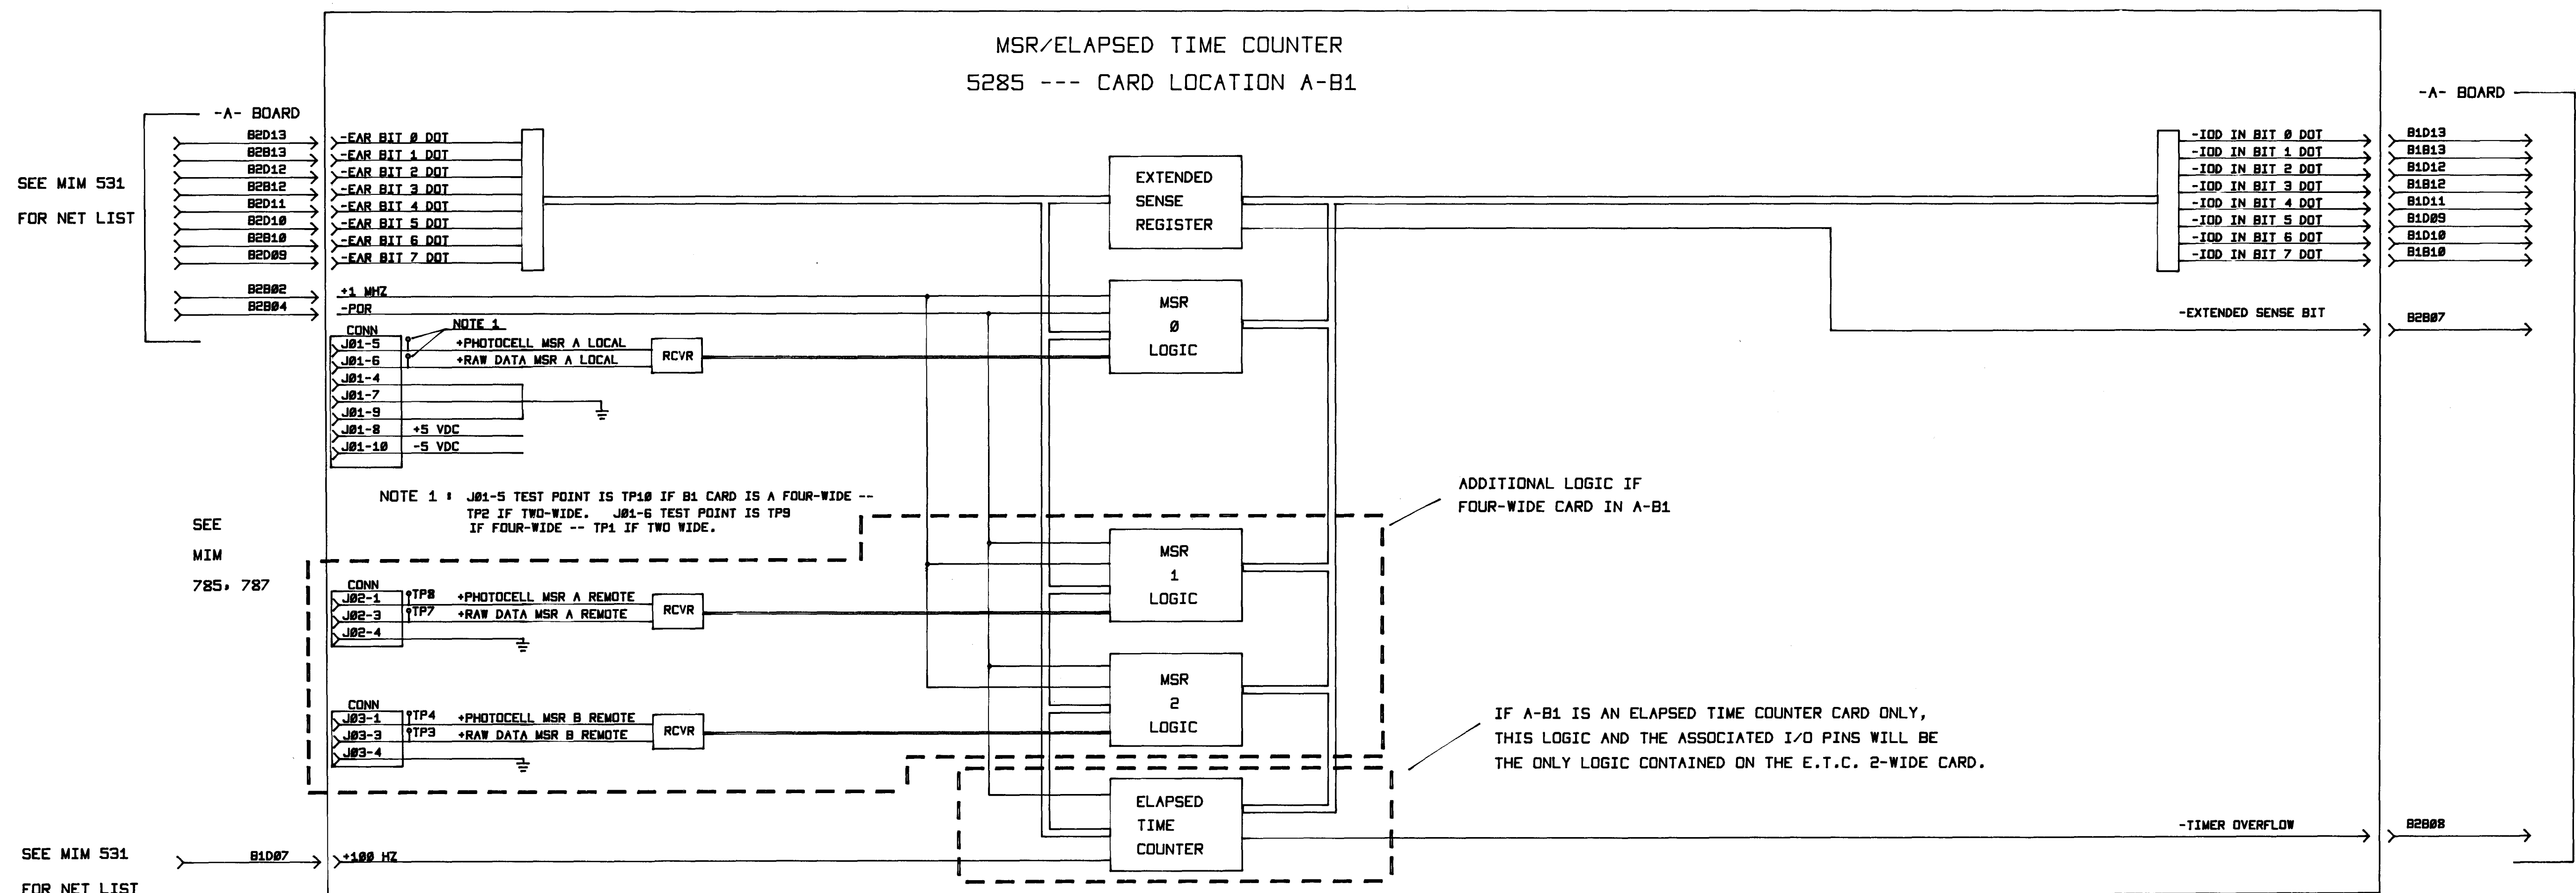 MSR/ELAPSED TIME COUNTER
5285 --- CARD LOCATION A-B1
-A- BOARD
-A- BOARD
SEE MIM 531
FOR NET LIST
B2D13 -EAR BIT 0 DOT
B2B13 -EAR BIT 1 DOT
B2D12 -EAR BIT 2 DOT
B2B12 -EAR BIT 3 DOT
B2D11 -EAR BIT 4 DOT
B2D10 -EAR BIT 5 DOT
B2B10 -EAR BIT 6 DOT
B2D09 -EAR BIT 7 DOT
B2B02 +1 MHZ
B2B04 -POR
EXTENDED
SENSE
REGISTER
-IOD IN BIT 0 DOT B1D13
-IOD IN BIT 1 DOT B1B13
-IOD IN BIT 2 DOT B1D12
-IOD IN BIT 3 DOT B1B12
-IOD IN BIT 4 DOT B1D11
-IOD IN BIT 5 DOT B1D09
-IOD IN BIT 6 DOT B1D10
-IOD IN BIT 7 DOT B1B10
-EXTENDED SENSE BIT B2B07
MSR
0
LOGIC
CONN
NOTE 1
J01-5 +PHOTOCELL MSR A LOCAL
J01-6 +RAW DATA MSR A LOCAL
RCVR
J01-4
J01-7
J01-9
J01-8 +5 VDC
J01-10 -5 VDC
NOTE 1 : J01-5 TEST POINT IS TP10 IF B1 CARD IS A FOUR-WIDE --
TP2 IF TWO-WIDE. J01-6 TEST POINT IS TP9
IF FOUR-WIDE -- TP1 IF TWO WIDE.
ADDITIONAL LOGIC IF
FOUR-WIDE CARD IN A-B1
SEE
MIM
785, 787
MSR
1
LOGIC
CONN
J02-1 TP8 +PHOTOCELL MSR A REMOTE
J02-3 TP7 +RAW DATA MSR A REMOTE
RCVR
J02-4
MSR
2
LOGIC
CONN
J03-1 TP4 +PHOTOCELL MSR B REMOTE
J03-3 TP3 +RAW DATA MSR B REMOTE
RCVR
J03-4
IF A-B1 IS AN ELAPSED TIME COUNTER CARD ONLY,
THIS LOGIC AND THE ASSOCIATED I/O PINS WILL BE
THE ONLY LOGIC CONTAINED ON THE E.T.C. 2-WIDE CARD.
ELAPSED
TIME
COUNTER
-TIMER OVERFLOW B2B08
SEE MIM 531
FOR NET LIST
B1D07 +100 HZ